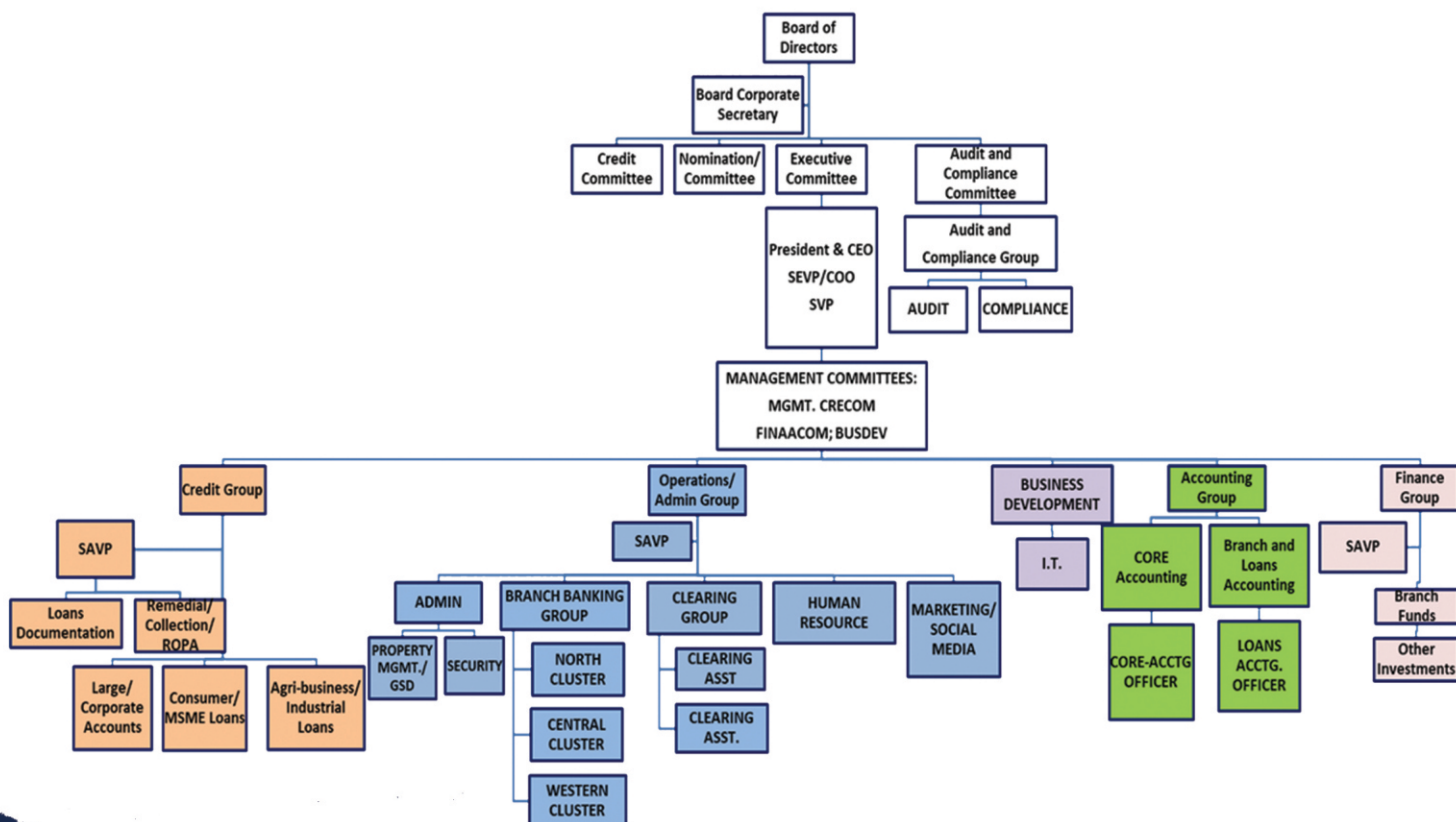 Board of
Directors
Board Corporate
Secretary
Credit
Committee
Nomination/
Committee
Executive
Committee
Audit and
Compliance
Committee
President & CEO
SEVP/COO
SVP
Audit and
Compliance Group
AUDIT
COMPLIANCE
MANAGEMENT COMMITTEES:
MGMT. CRECOM
FINAACOM; BUSDEV
Credit Group
SAVP
Loans
Documentation
Remedial/
Collection/
ROPA
Large/
Corporate
Accounts
Consumer/
MSME Loans
Agri-business/
Industrial
Loans
Operations/
Admin Group
SAVP
ADMIN
PROPERTY
MGMT./
GSD
SECURITY
BRANCH BANKING
GROUP
NORTH
CLUSTER
CENTRAL
CLUSTER
WESTERN
CLUSTER
CLEARING
GROUP
CLEARING
ASST
CLEARING
ASST.
HUMAN
RESOURCE
MARKETING/
SOCIAL
MEDIA
BUSINESS
DEVELOPMENT
I.T.
Accounting
Group
CORE
Accounting
CORE-ACCTG
OFFICER
Branch and
Loans
Accounting
LOANS
ACCTG.
OFFICER
Finance
Group
SAVP
Branch
Funds
Other
Investments